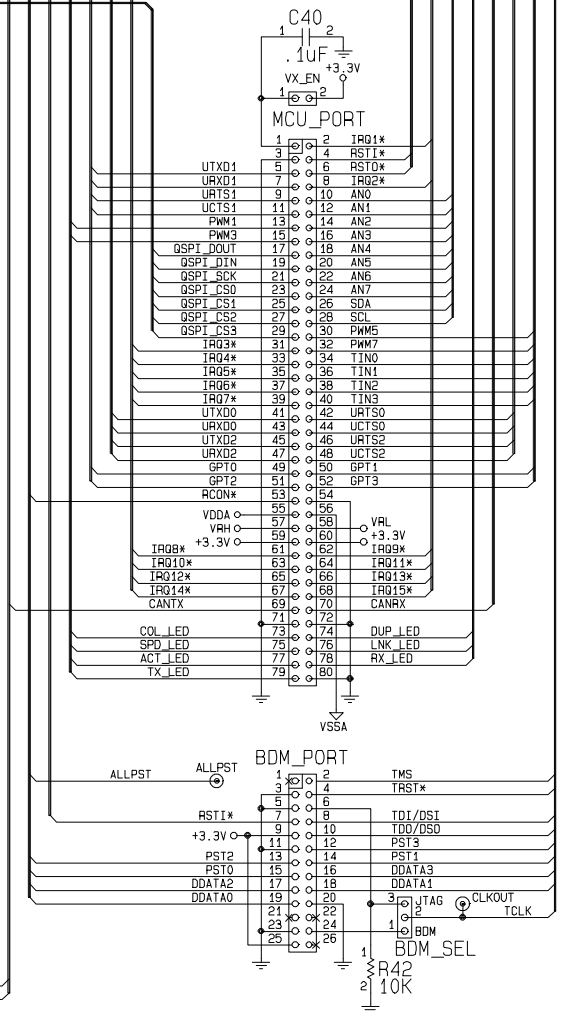 C40
1 2
.1uF
+3.3V
VX_EN
1 2
MCU_PORT
1 2 IRQ1*
3 4 RSTI*
UTXD1 5 6 RSTO*
URXD1 7 8 IRQ2*
URTS1 9 10 AN0
UCTS1 11 12 AN1
PWM1 13 14 AN2
PWM3 15 16 AN3
QSPI_DOUT 17 18 AN4
QSPI_DIN 19 20 AN5
QSPI_SCK 21 22 AN6
QSPI_CS0 23 24 AN7
QSPI_CS1 25 26 SDA
QSPI_CS2 27 28 SCL
QSPI_CS3 29 30 PWM5
IRQ3* 31 32 PWM7
IRQ4* 33 34 TIN0
IRQ5* 35 36 TIN1
IRQ6* 37 38 TIN2
IRQ7* 39 40 TIN3
UTXD0 41 42 URTS0
URXD0 43 44 UCTS0
UTXD2 45 46 URTS2
URXD2 47 48 UCTS2
GPT0 49 50 GPT1
GPT2 51 52 GPT3
RCON* 53 54
VDDA 55 56
VRH 57 58 VRL
+3.3V 59 60 +3.3V
IRQ8* 61 62 IRQ9*
IRQ10* 63 64 IRQ11*
IRQ12* 65 66 IRQ13*
IRQ14* 67 68 IRQ15*
CANTX 69 70 CANRX
71 72
COL_LED 73 74 DUP_LED
SPD_LED 75 76 LNK_LED
ACT_LED 77 78 RX_LED
TX_LED 79 80
VSSA
BDM_PORT
ALLPST ALLPST 1 2 TMS
3 4 TRST*
5 6
RSTI* 7 8 TDI/DSI
+3.3V 9 10 TDO/DSO
11 12 PST3
PST2 13 14 PST1
PST0 15 16 DDATA3
DDATA2 17 18 DDATA1
DDATA0 19 20
21 22
23 24
25 26
3 JTAG CLKOUT
2 TCLK
1 BDM
BDM_SEL
1
R42
2 10K